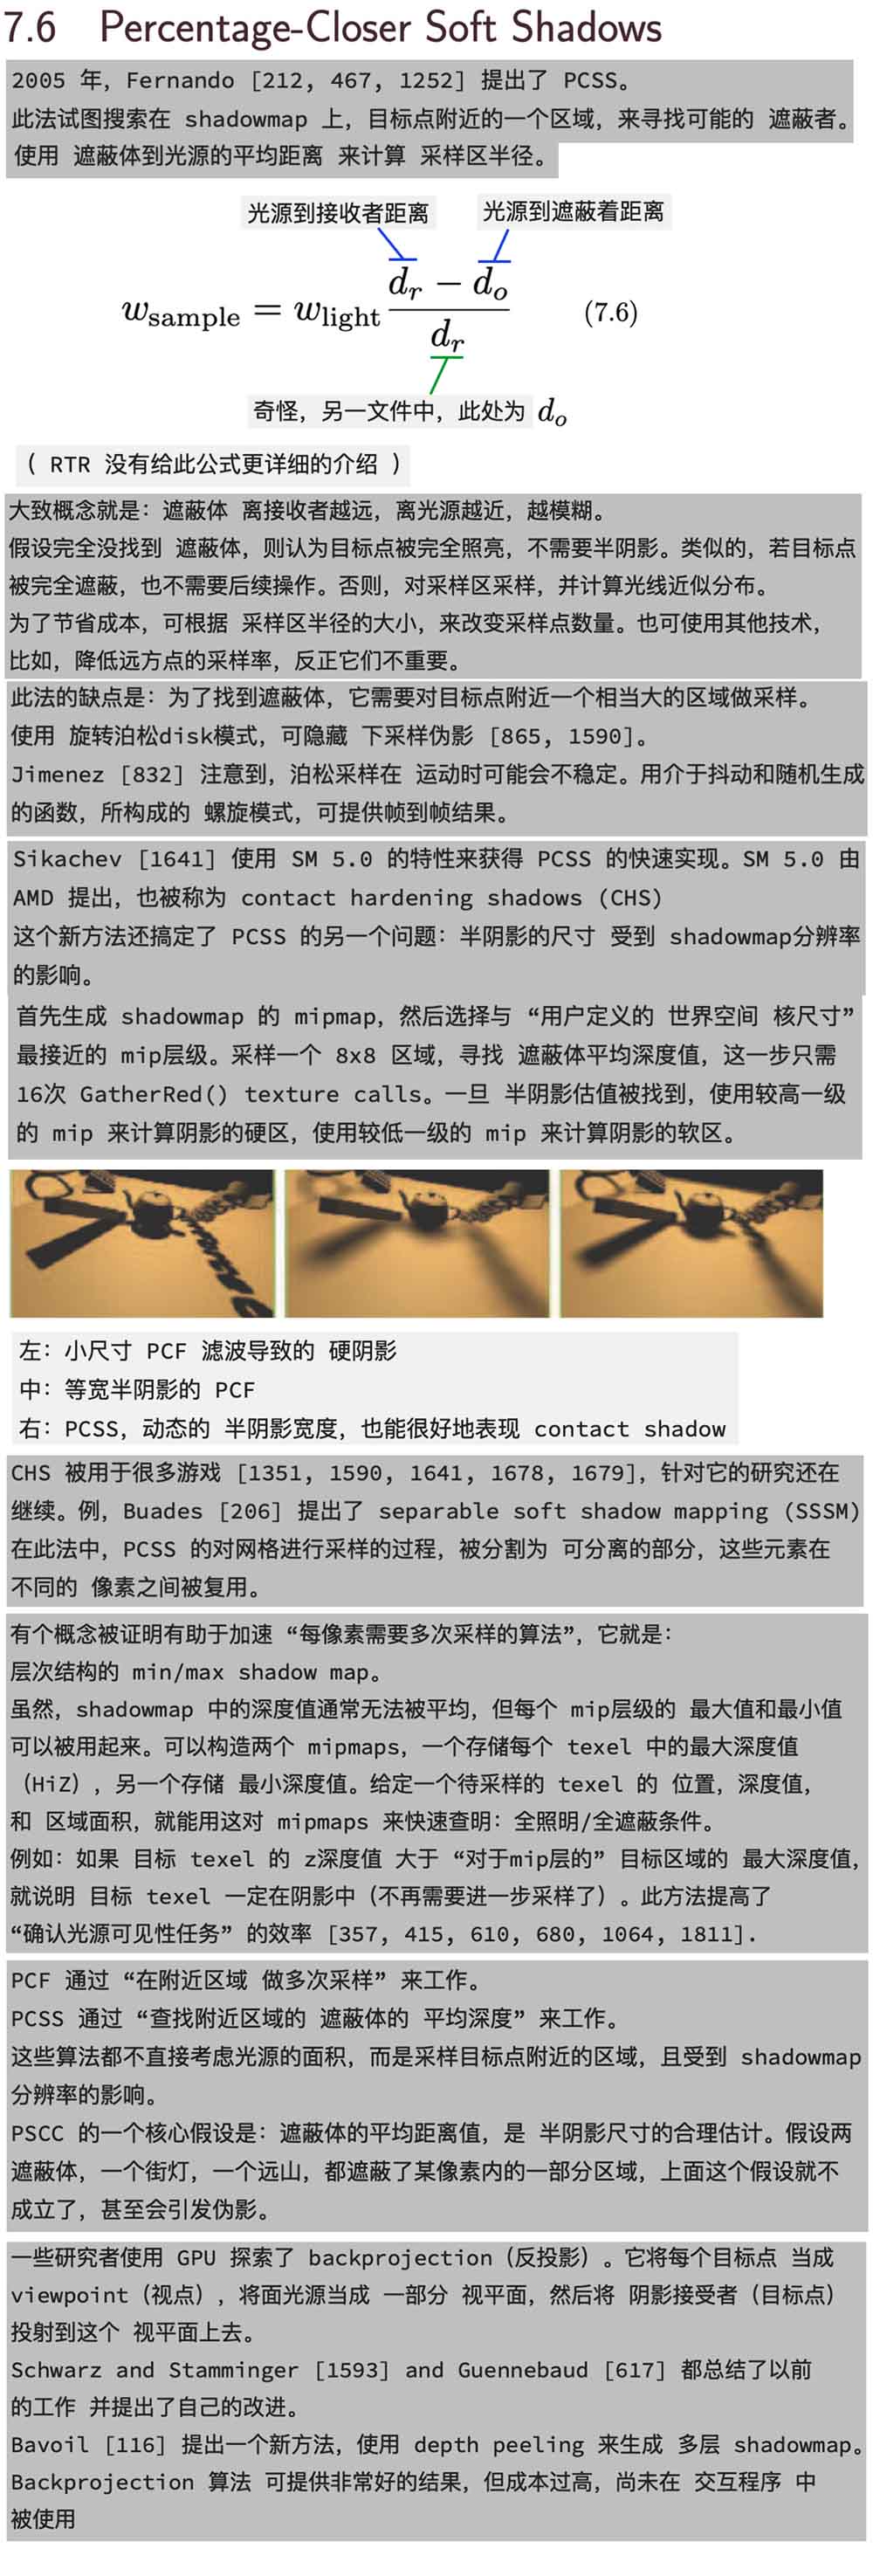 7.6 Percentage-Closer Soft Shadows
2005 年, Fernando [212, 467, 1252] 提出了 PCSS。
此法试图搜索在 shadowmap 上, 目标点附近的一个区域, 来寻找可能的 遮蔽者。
使用 遮蔽体到光源的平均距离 来计算 采样区半径。
光源到接收者距离 光源到遮蔽着距离
w_sample = w_light (d_r − d_o) / d_r (7.6)
奇怪, 另一文件中, 此处为 d_o
( RTR 没有给此公式更详细的介绍 )
大致概念就是: 遮蔽体 离接收者越远, 离光源越近, 越模糊。
假设完全没找到 遮蔽体, 则认为目标点被完全照亮, 不需要半阴影。类似的, 若目标点
被完全遮蔽, 也不需要后续操作。否则, 对采样区采样, 并计算光线近似分布。
为了节省成本, 可根据 采样区半径的大小, 来改变采样点数量。也可使用其他技术,
比如, 降低远方点的采样率, 反正它们不重要。
此法的缺点是: 为了找到遮蔽体, 它需要对目标点附近一个相当大的区域做采样。
使用 旋转泊松disk模式, 可隐藏 下采样伪影 [865, 1590]。
Jimenez [832] 注意到, 泊松采样在 运动时可能会不稳定。用介于抖动和随机生成
的函数, 所构成的 螺旋模式, 可提供帧到帧结果。
Sikachev [1641] 使用 SM 5.0 的特性来获得 PCSS 的快速实现。SM 5.0 由
AMD 提出, 也被称为 contact hardening shadows (CHS)
这个新方法还搞定了 PCSS 的另一个问题: 半阴影的尺寸 受到 shadowmap分辨率
的影响。
首先生成 shadowmap 的 mipmap, 然后选择与 “用户定义的 世界空间 核尺寸”
最接近的 mip层级。采样一个 8x8 区域, 寻找 遮蔽体平均深度值, 这一步只需
16次 GatherRed() texture calls。一旦 半阴影估值被找到, 使用较高一级
的 mip 来计算阴影的硬区, 使用较低一级的 mip 来计算阴影的软区。
左: 小尺寸 PCF 滤波导致的 硬阴影
中: 等宽半阴影的 PCF
右: PCSS, 动态的 半阴影宽度, 也能很好地表现 contact shadow
CHS 被用于很多游戏 [1351, 1590, 1641, 1678, 1679], 针对它的研究还在
继续。例, Buades [206] 提出了 separable soft shadow mapping (SSSM)
在此法中, PCSS 的对网格进行采样的过程, 被分割为 可分离的部分, 这些元素在
不同的 像素之间被复用。
有个概念被证明有助于加速 “每像素需要多次采样的算法”, 它就是:
层次结构的 min/max shadow map。
虽然, shadowmap 中的深度值通常无法被平均, 但每个 mip层级的 最大值和最小值
可以被用起来。可以构造两个 mipmaps, 一个存储每个 texel 中的最大深度值
(HiZ) , 另一个存储 最小深度值。给定一个待采样的 texel 的 位置, 深度值,
和 区域面积, 就能用这对 mipmaps 来快速查明: 全照明/全遮蔽条件。
例如: 如果 目标 texel 的 z深度值 大于 “对于mip层的” 目标区域的 最大深度值,
就说明 目标 texel 一定在阴影中 (不再需要进一步采样了) 。此方法提高了
“确认光源可见性任务” 的效率 [357, 415, 610, 680, 1064, 1811].
PCF 通过 “在附近区域 做多次采样” 来工作。
PCSS 通过 “查找附近区域的 遮蔽体的 平均深度” 来工作。
这些算法都不直接考虑光源的面积, 而是采样目标点附近的区域, 且受到 shadowmap
分辨率的影响。
PSCC 的一个核心假设是: 遮蔽体的平均距离值, 是 半阴影尺寸的合理估计。假设两
遮蔽体, 一个街灯, 一个远山, 都遮蔽了某像素内的一部分区域, 上面这个假设就不
成立了, 甚至会引发伪影。
一些研究者使用 GPU 探索了 backprojection (反投影) 。它将每个目标点 当成
viewpoint (视点) , 将面光源当成 一部分 视平面, 然后将 阴影接受者 (目标点)
投射到这个 视平面上去。
Schwarz and Stamminger [1593] and Guennebaud [617] 都总结了以前
的工作 并提出了自己的改进。
Bavoil [116] 提出一个新方法, 使用 depth peeling 来生成 多层 shadowmap。
Backprojection 算法 可提供非常好的结果, 但成本过高, 尚未在 交互程序 中
被使用